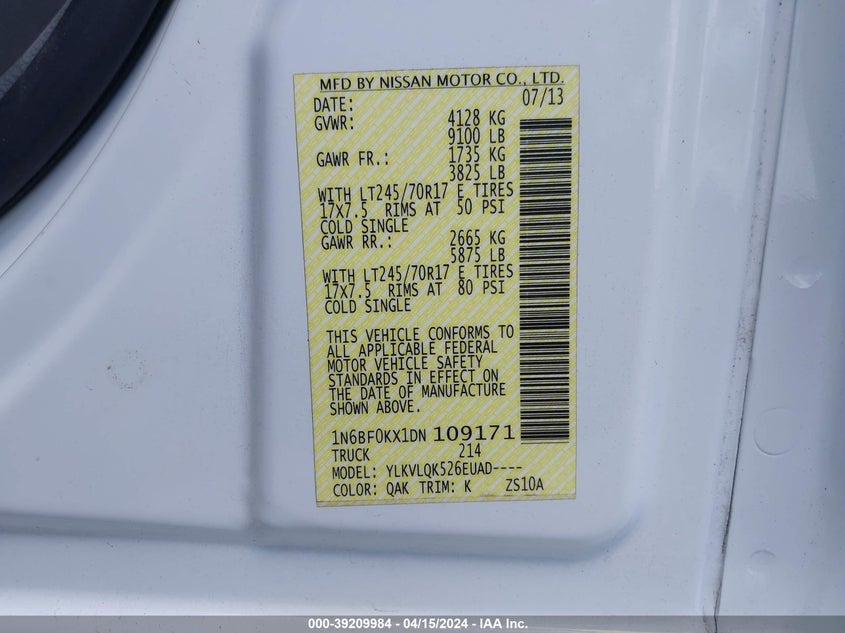 MFD BY NISSAN MOTOR CO., LTD.
DATE: 07/13
GVWR: 4128 KG
9100 LB
GAWR FR.: 1735 KG
3825 LB
WITH LT245/70R17 E TIRES
17X7.5 RIMS AT 50 PSI
COLD SINGLE
GAWR RR.: 2665 KG
5875 LB
WITH LT245/70R17 E TIRES
17X7.5 RIMS AT 80 PSI
COLD SINGLE
THIS VEHICLE CONFORMS TO
ALL APPLICABLE FEDERAL
MOTOR VEHICLE SAFETY
STANDARDS IN EFFECT ON
THE DATE OF MANUFACTURE
SHOWN ABOVE.
1N6BF0KX1DN 109171
TRUCK 214
MODEL: YLKVLQK526EUAD----
COLOR: QAK TRIM: K ZS10A
000-39209984 - 04/15/2024 - IAA Inc.